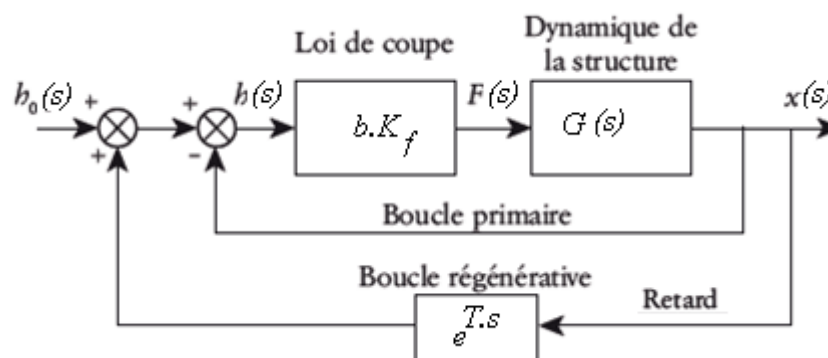 Loi de coupe
Dynamique de
la structure
h₀(s)
+
+
+
-
h(s)
b.K_f
F(s)
G(s)
x(s)
Boucle primaire
Boucle régénérative
e^{T.s}
Retard